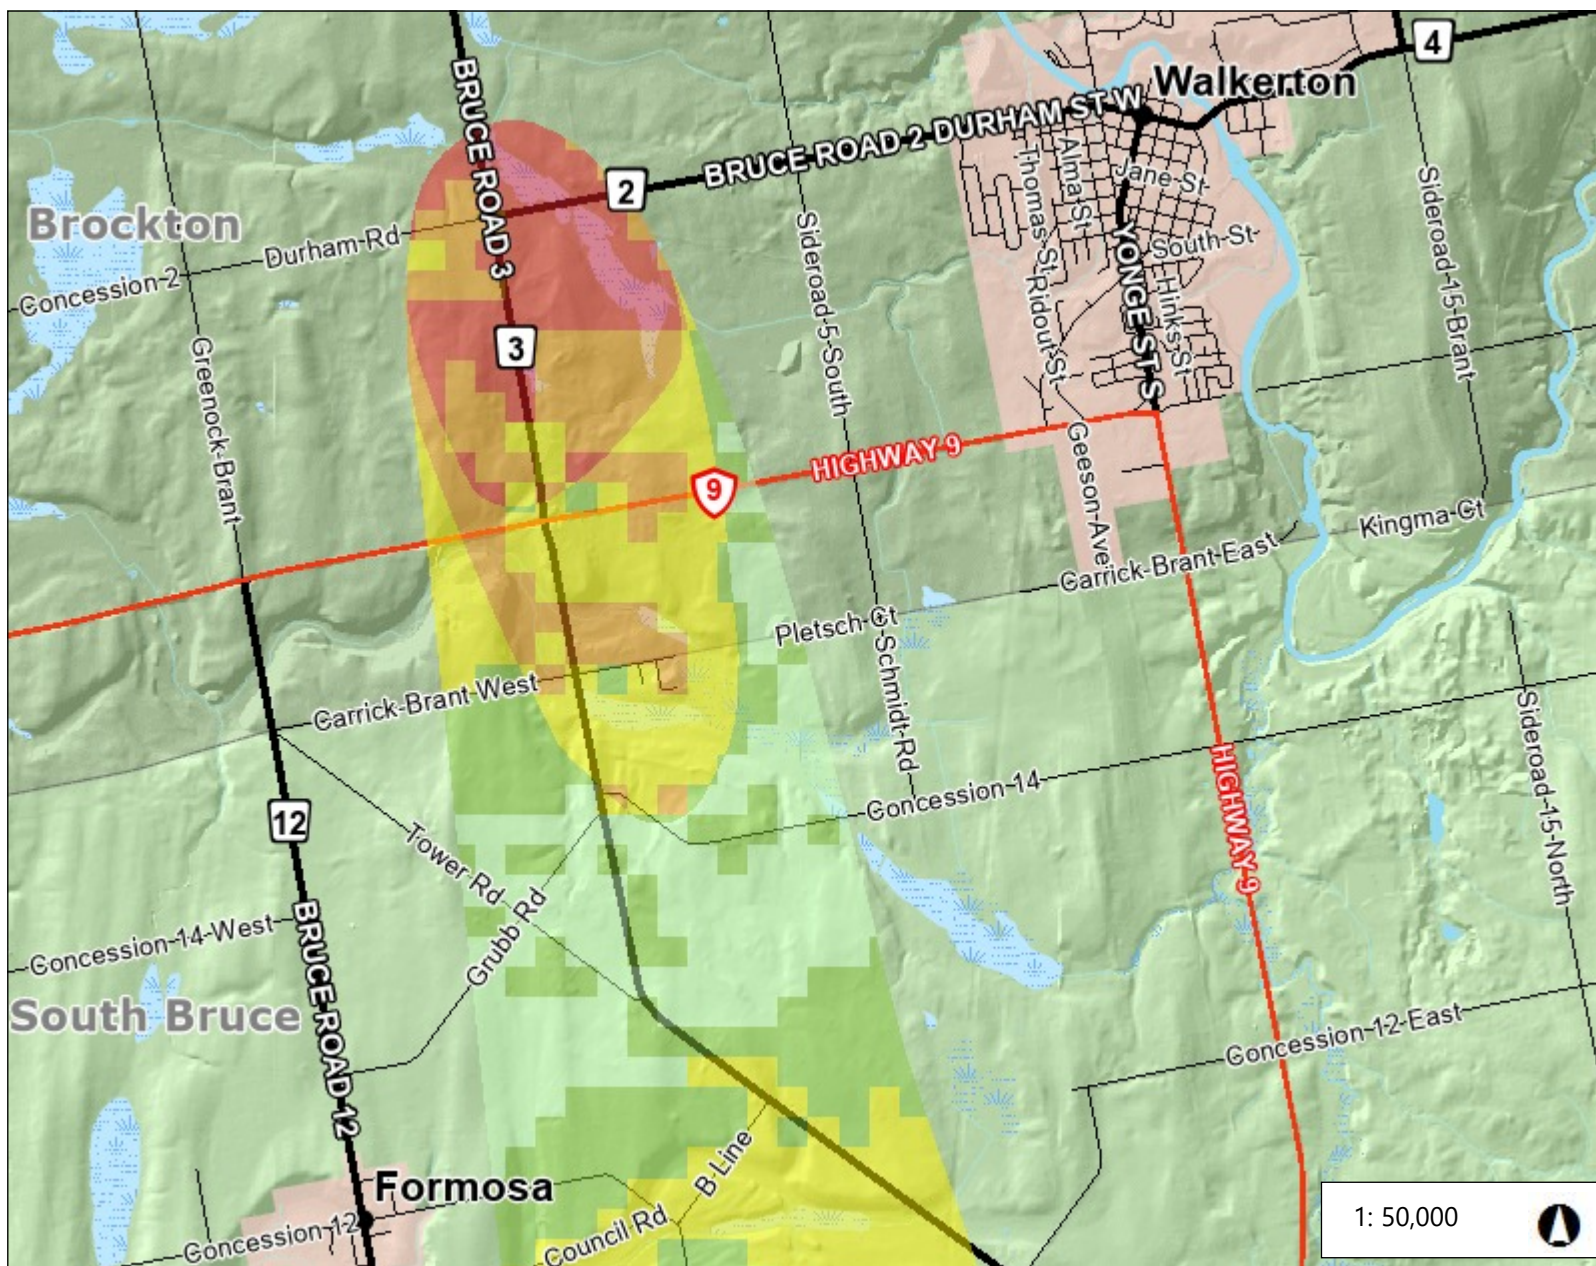 4
Walkerton
BRUCE ROAD 3
BRUCE ROAD 2 DURHAM ST W
2
Thomas-St
Alma-St
Jane-St
South-St
YONGE ST S
Hinks-St
Ridout-St
Sideroad-15-Brant
Sideroad-5-South
Brockton
Durham-Rd
Concession-2
3
Greenock-Brant
HIGHWAY-9
9
Geeson-Ave
Kingma-Ct
Carrick-Brant-East
Pletsch-Ct
Schmidt-Rd
Carrick-Brant-West
Concession-14
HIGHWAY-9
Sideroad-15-North
12
Tower Rd
Grubb Rd
Concession-14-West
South Bruce
BRUCE-ROAD-12
Concession-12-East
B-Line
Formosa
Concession-12
Council Rd
1: 50,000